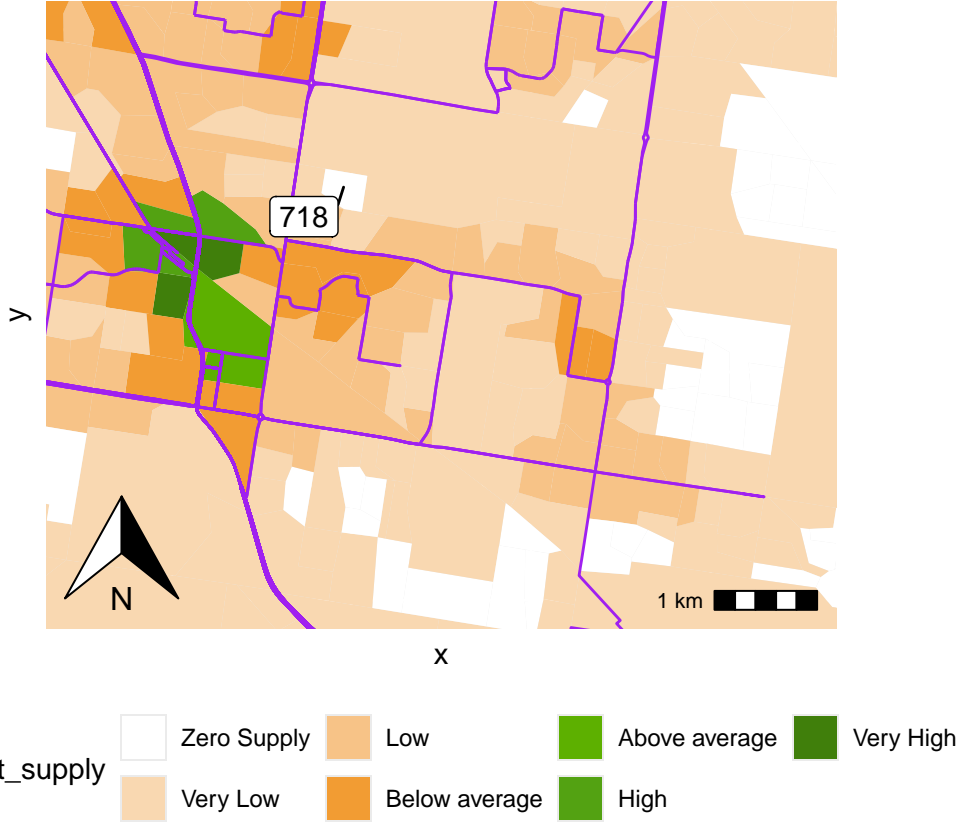 718
y
N
1 km
x
t_supply
Zero Supply
Low
Above average
Very High
Very Low
Below average
High